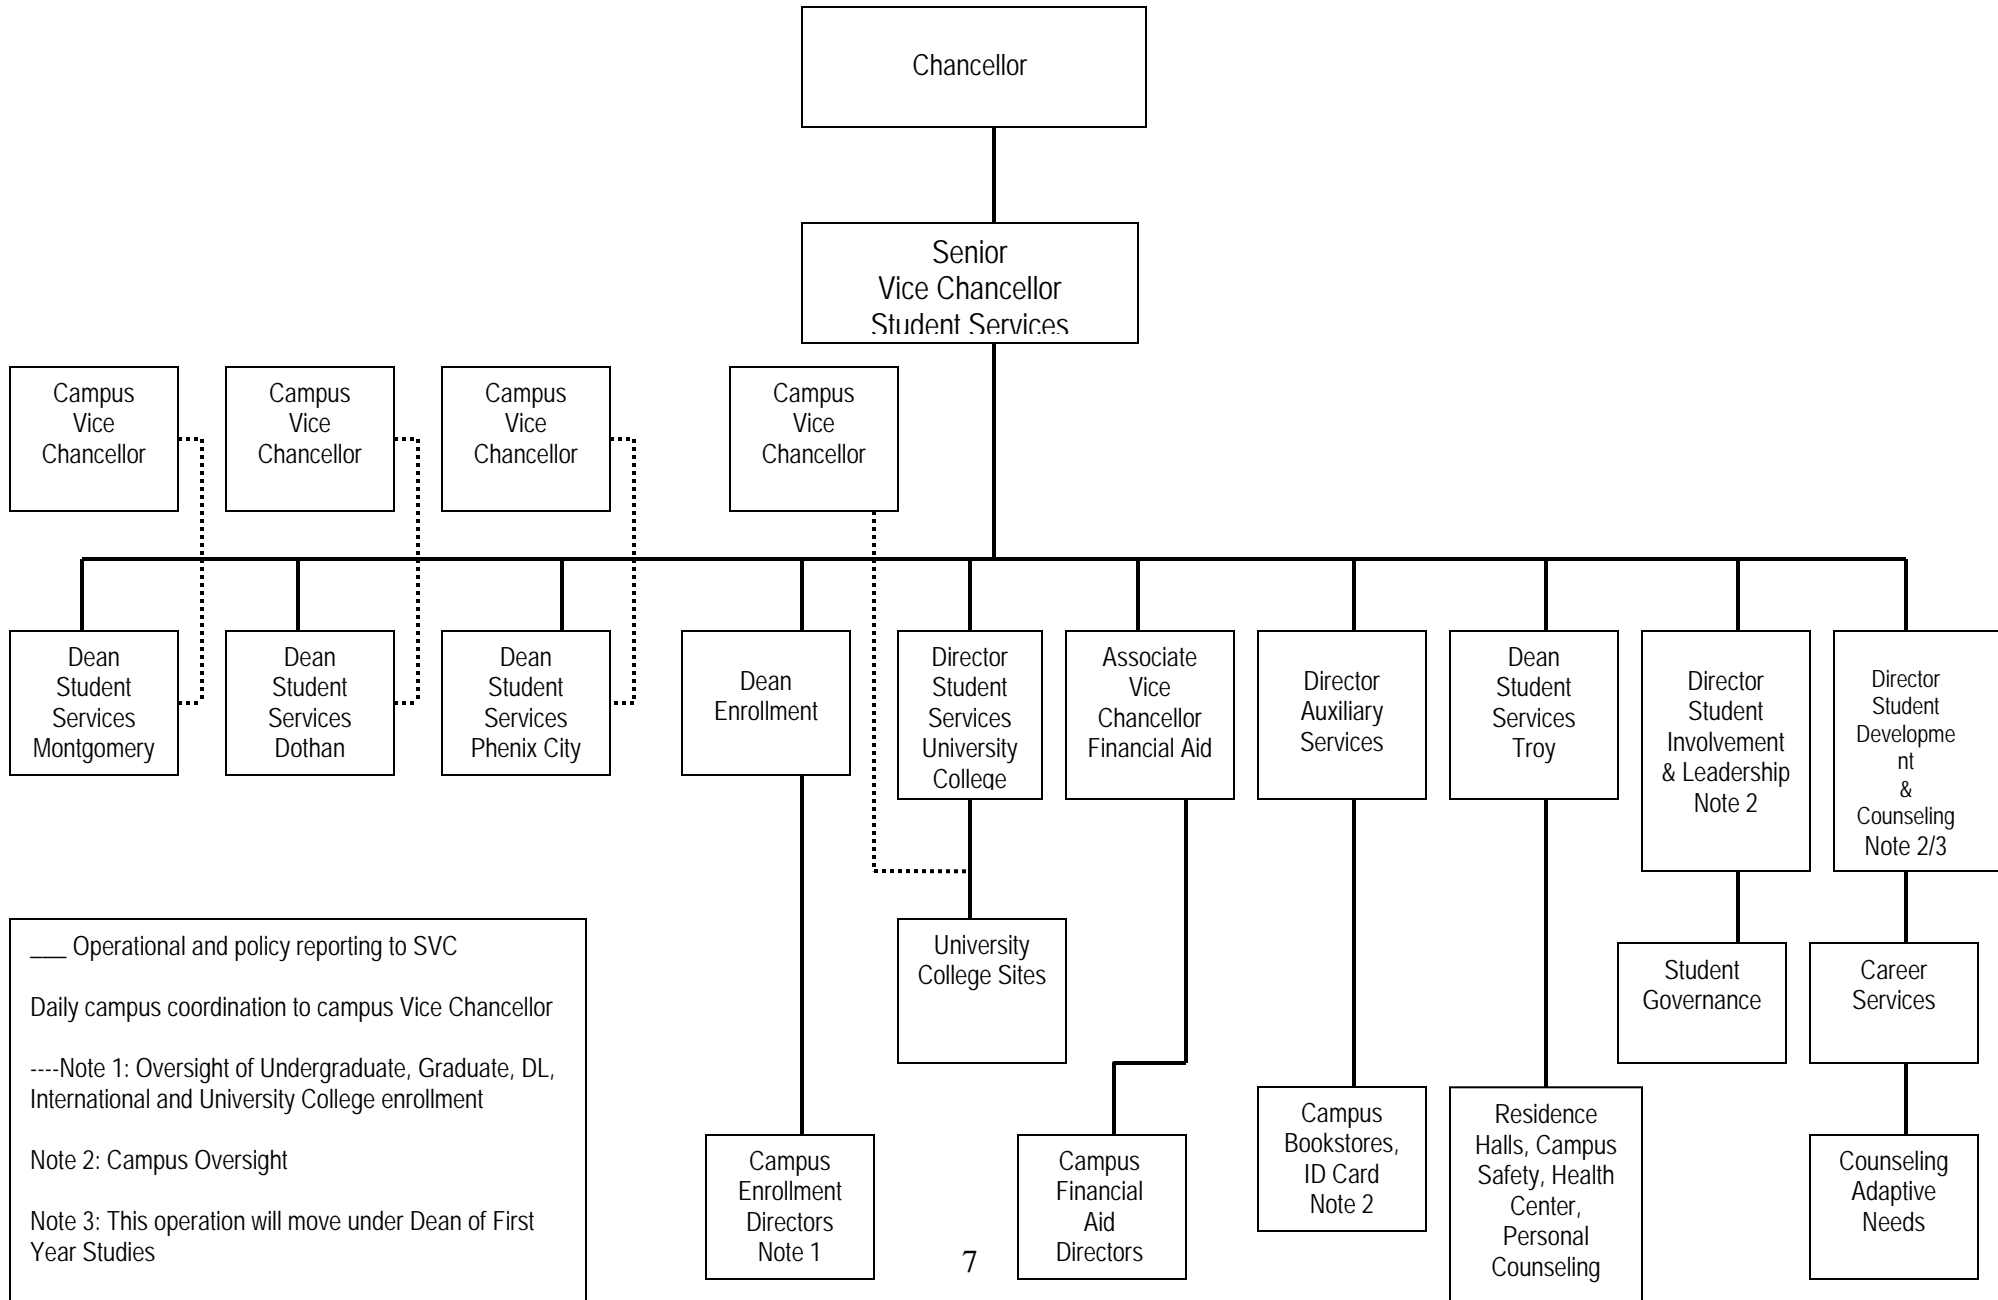 Chancellor
Senior
Vice Chancellor
Student Services
Campus
Vice
Chancellor
Campus
Vice
Chancellor
Campus
Vice
Chancellor
Campus
Vice
Chancellor
Dean
Student
Services
Montgomery
Dean
Student
Services
Dothan
Dean
Student
Services
Phenix City
Dean
Enrollment
Director
Student
Services
University
College
Associate
Vice
Chancellor
Financial Aid
Director
Auxiliary
Services
Dean
Student
Services
Troy
Director
Student
Involvement
& Leadership
Note 2
Director
Student
Developme
nt
&
Counseling
Note 2/3
___ Operational and policy reporting to SVC
Daily campus coordination to campus Vice Chancellor
----Note 1: Oversight of Undergraduate, Graduate, DL,
International and University College enrollment
Note 2: Campus Oversight
Note 3: This operation will move under Dean of First
Year Studies
University
College Sites
Student
Governance
Career
Services
Campus
Enrollment
Directors
Note 1
Campus
Financial
Aid
Directors
Campus
Bookstores,
ID Card
Note 2
Residence
Halls, Campus
Safety, Health
Center,
Personal
Counseling
Counseling
Adaptive
Needs
7